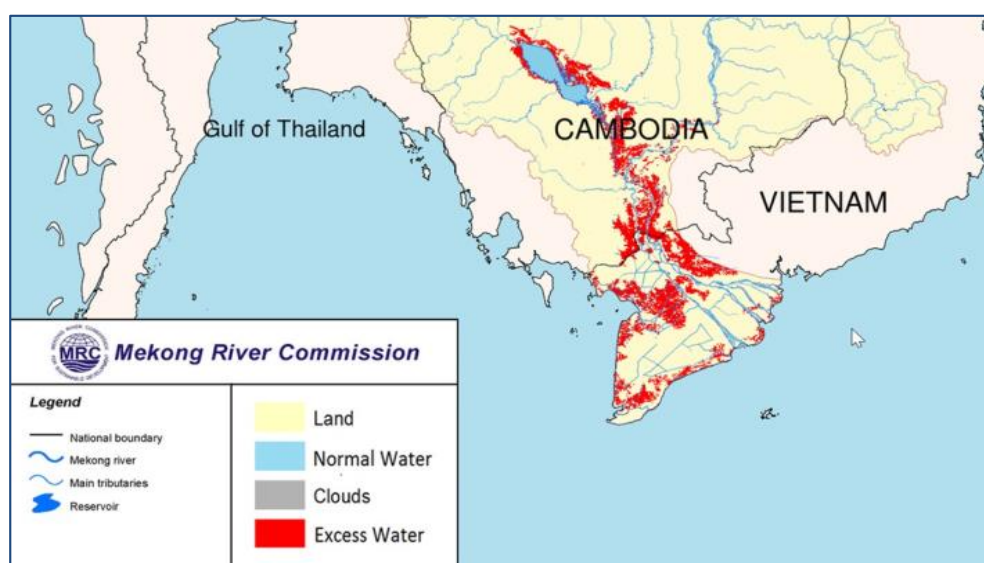 Gulf of Thailand
CAMBODIA
VIETNAM
MRC
Mekong River Commission
Legend
National boundary
Mekong river
Main tributaries
Reservoir
Land
Normal Water
Clouds
Excess Water